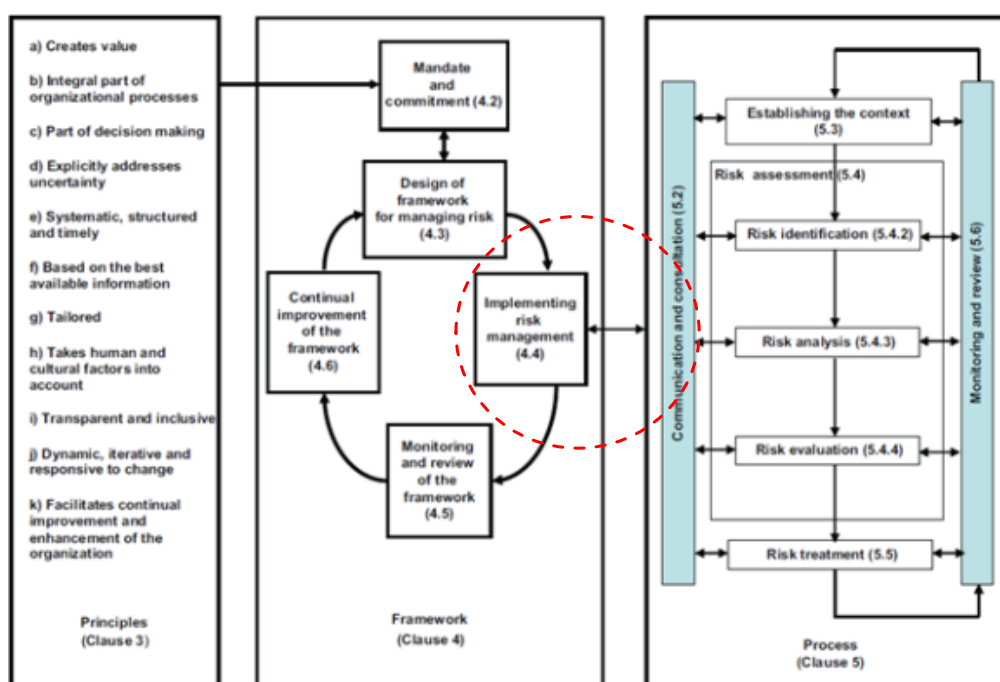 a) Creates value
b) Integral part of
organizational processes
c) Part of decision making
d) Explicitly addresses
uncertainty
e) Systematic, structured
and timely
f) Based on the best
available information
g) Tailored
h) Takes human and
cultural factors into
account
i) Transparent and inclusive
j) Dynamic, iterative and
responsive to change
k) Facilitates continual
improvement and
enhancement of the
organization
Principles
(Clause 3)
Mandate
and
commitment (4.2)
Design of
framework
for managing risk
(4.3)
Implementing
risk
management
(4.4)
Continual
improvement
of the
framework
(4.6)
Monitoring
and review
of the
framework
(4.5)
Framework
(Clause 4)
Communication and consultation (5.2)
Establishing the context
(5.3)
Risk assessment (5.4)
Risk identification (5.4.2)
Risk analysis (5.4.3)
Risk evaluation (5.4.4)
Risk treatment (5.5)
Monitoring and review (5.6)
Process
(Clause 5)